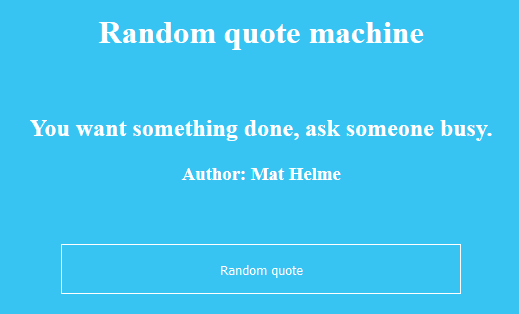 Random quote machine
You want something done, ask someone busy.
Author: Mat Helme
Random quote